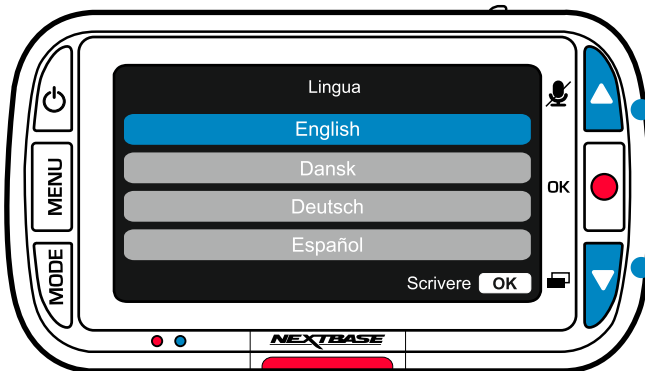 Lingua
English
Dansk
Deutsch
Español
Scrivere OK
MENU
MODE
OK
NEXTBASE